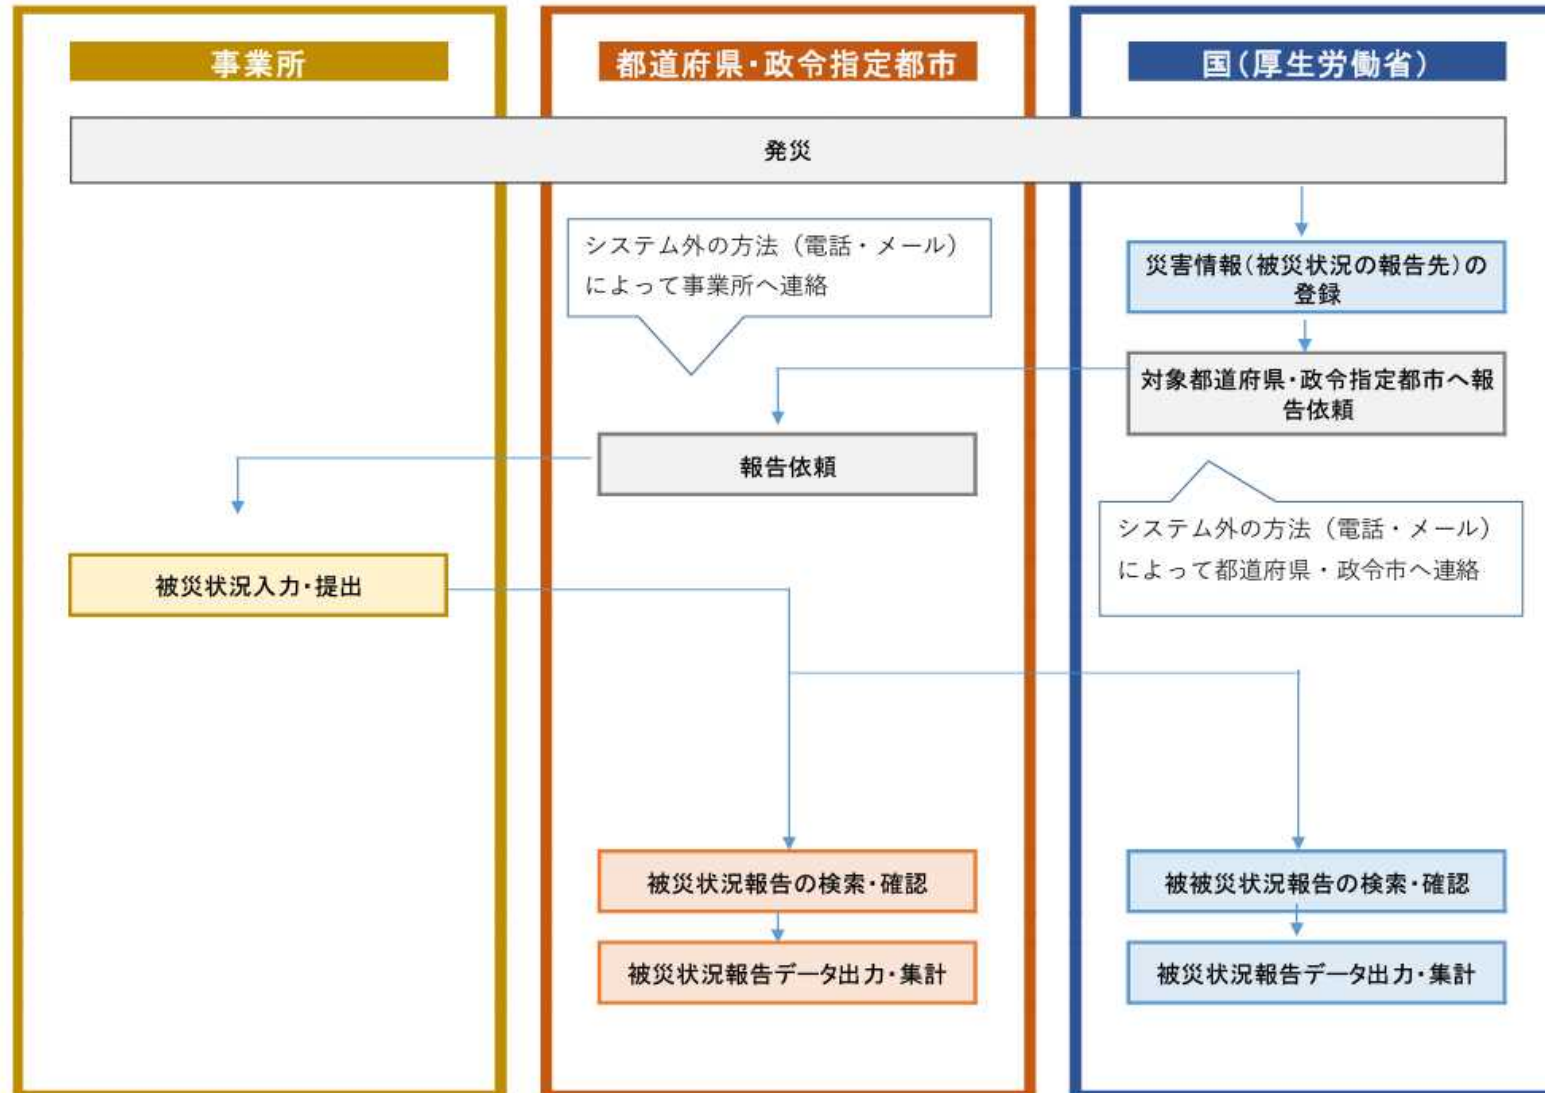 事業所
都道府県・政令指定都市
国(厚生労働省)
発災
システム外の方法（電話・メール）
によって事業所へ連絡
災害情報(被災状況の報告先)の
登録
対象都道府県・政令指定都市へ報
告依頼
報告依頼
システム外の方法（電話・メール）
によって都道府県・政令市へ連絡
被災状況入力・提出
被災状況報告の検索・確認
被被災状況報告の検索・確認
被災状況報告データ出力・集計
被災状況報告データ出力・集計